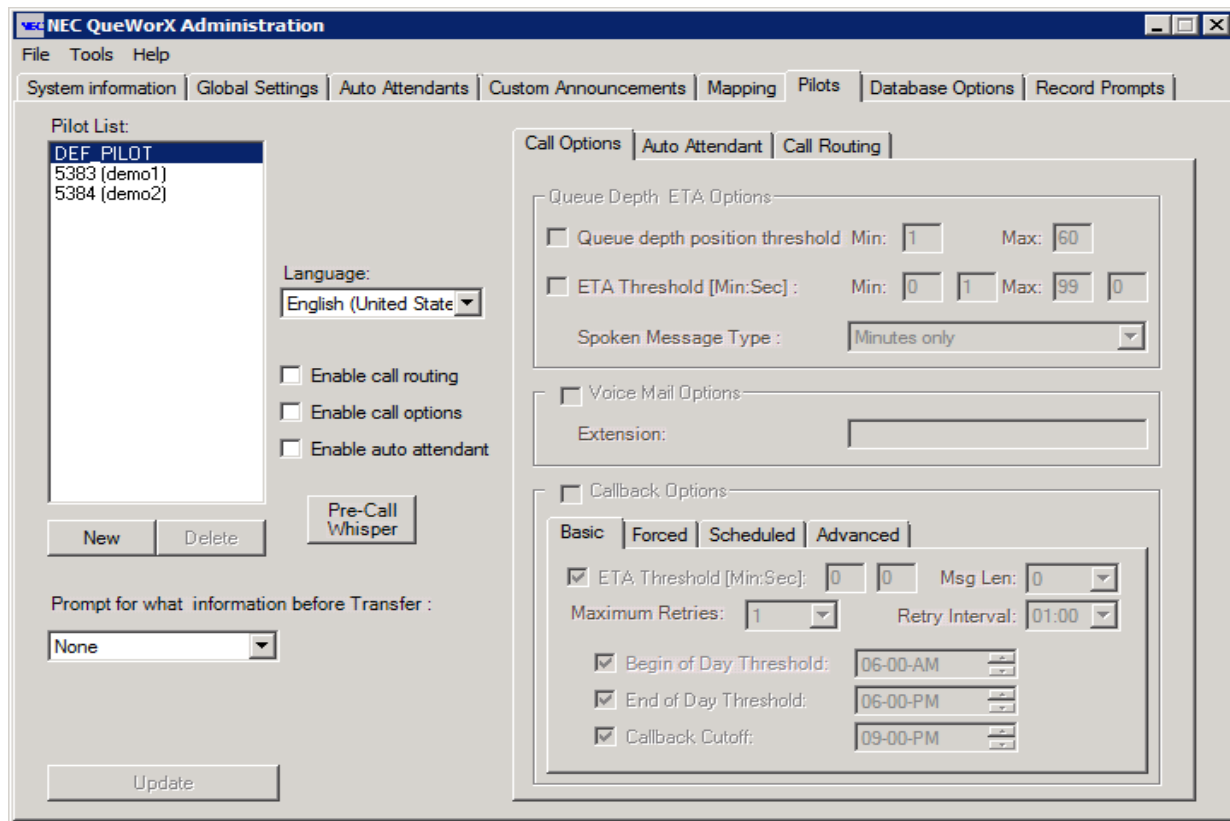 NEC NEC QueWorX Administration
File Tools Help
System information Global Settings Auto Attendants Custom Announcements Mapping Pilots Database Options Record Prompts
Pilot List:
DEF_PILOT
5383 (demo1)
5384 (demo2)
New Delete
Language:
English (United State
Enable call routing
Enable call options
Enable auto attendant
Pre-Call
Whisper
Prompt for what information before Transfer :
None
Update
Call Options Auto Attendant Call Routing
Queue Depth ETA Options
Queue depth position threshold Min: 1 Max: 60
ETA Threshold [Min:Sec] : Min: 0 1 Max: 99 0
Spoken Message Type : Minutes only
Voice Mail Options
Extension:
Callback Options
Basic Forced Scheduled Advanced
ETA Threshold [Min:Sec]: 0 0 Msg Len: 0
Maximum Retries: 1 Retry Interval: 01:00
Begin of Day Threshold: 06-00-AM
End of Day Threshold: 06-00-PM
Callback Cutoff: 09-00-PM